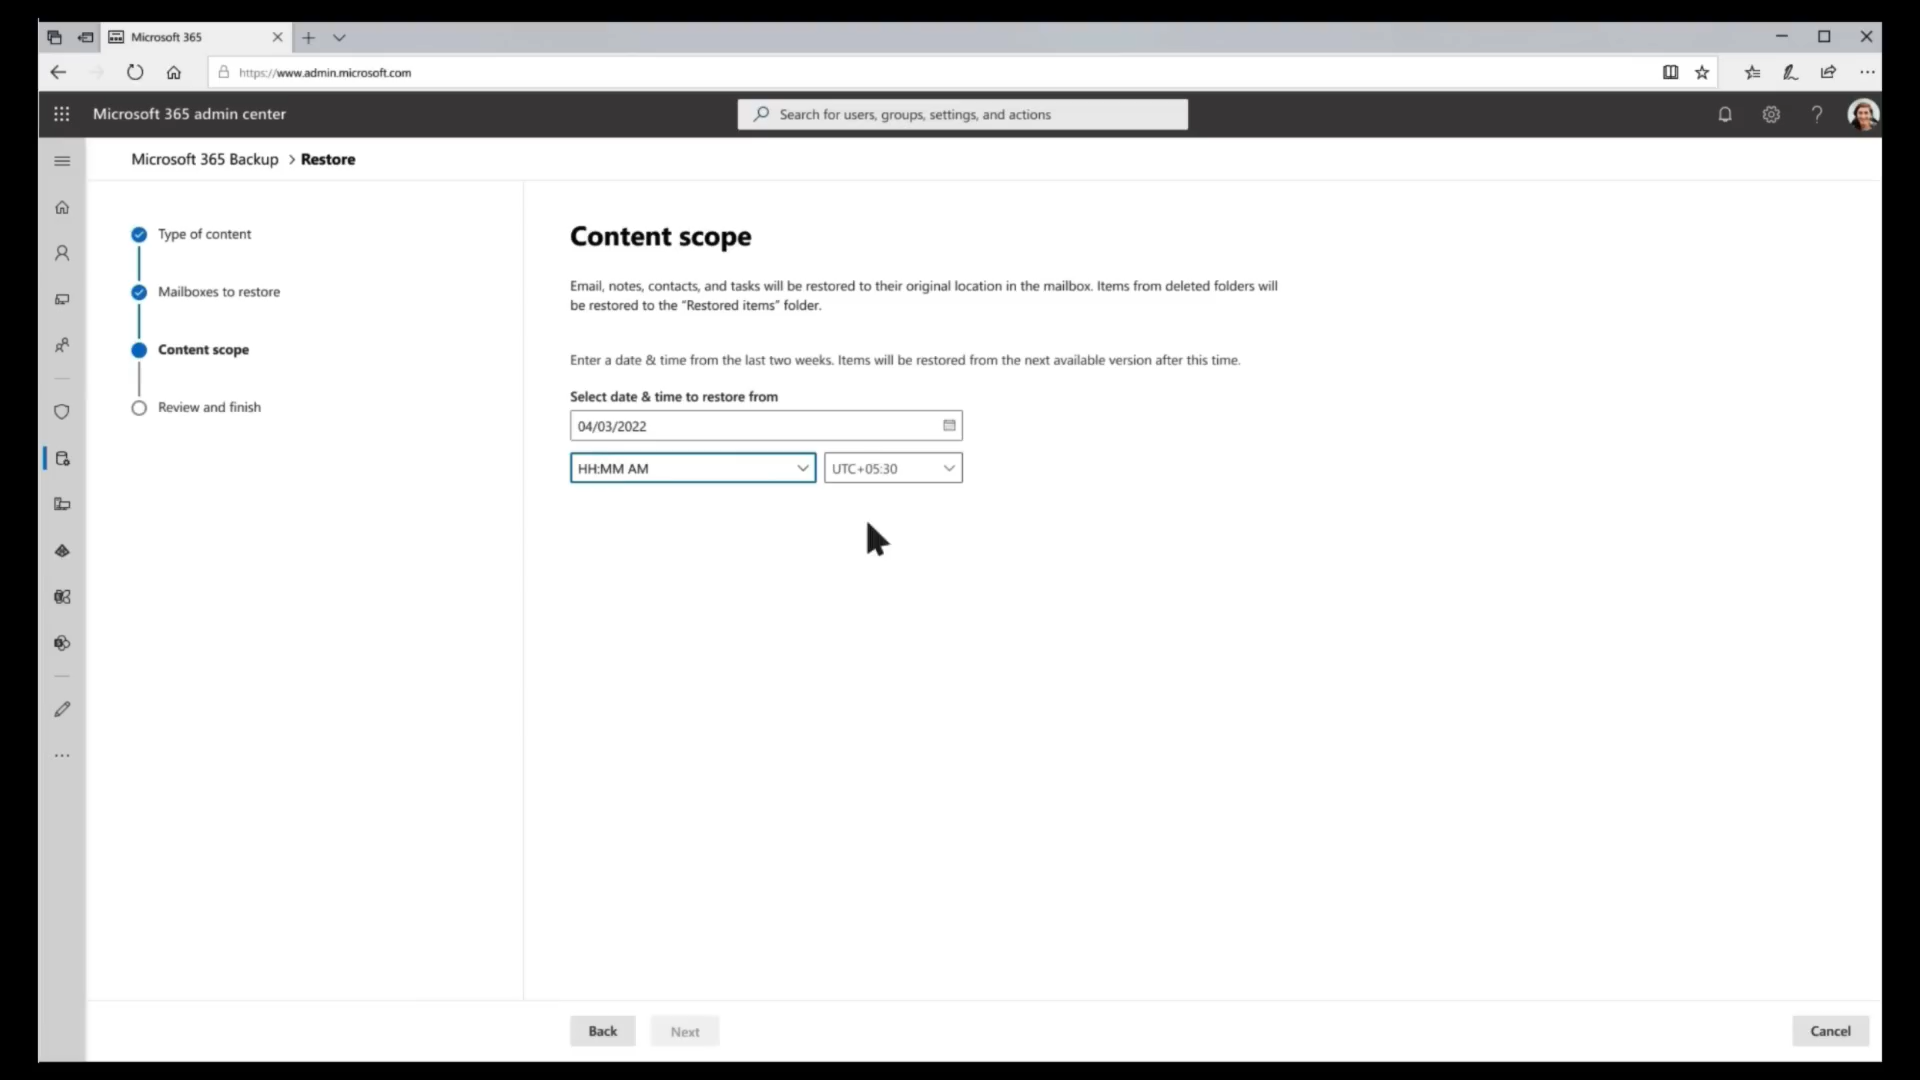 Microsoft 365
https://www.admin.microsoft.com
Microsoft 365 admin center
Search for users, groups, settings, and actions
Microsoft 365 Backup > Restore
Type of content
Mailboxes to restore
Content scope
Review and finish
Content scope
Email, notes, contacts, and tasks will be restored to their original location in the mailbox. Items from deleted folders will
be restored to the “Restored items” folder.
Enter a date & time from the last two weeks. Items will be restored from the next available version after this time.
Select date & time to restore from
04/03/2022
HH:MM AM
UTC+05:30
Back
Next
Cancel